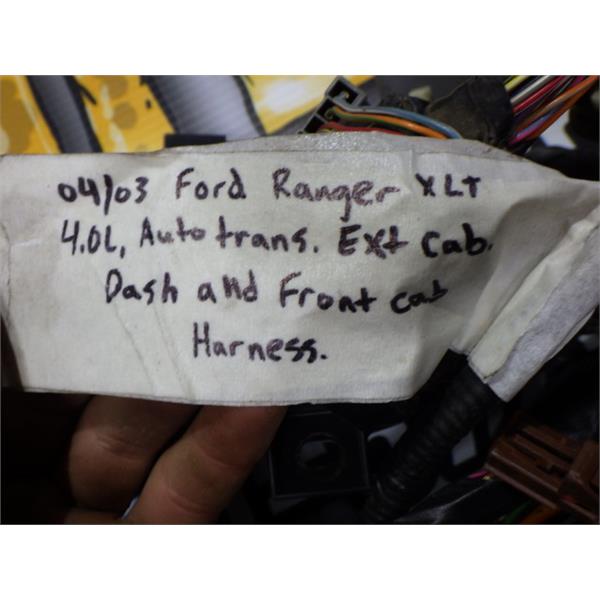 04/03 Ford Ranger XLT
4.0L, Auto trans. Ext cab.
Dash and Front cab
Harness.